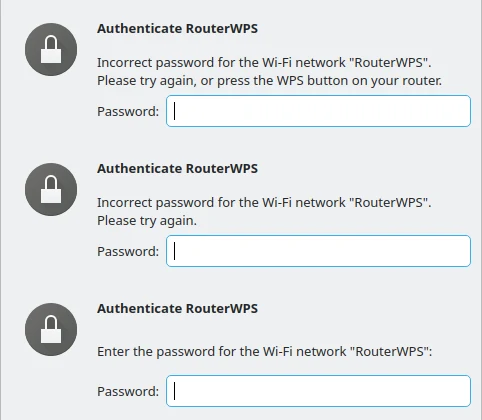 Authenticate RouterWPS
Incorrect password for the Wi-Fi network "RouterWPS".
Please try again, or press the WPS button on your router.
Password:
Authenticate RouterWPS
Incorrect password for the Wi-Fi network "RouterWPS".
Please try again.
Password:
Authenticate RouterWPS
Enter the password for the Wi-Fi network "RouterWPS":
Password: